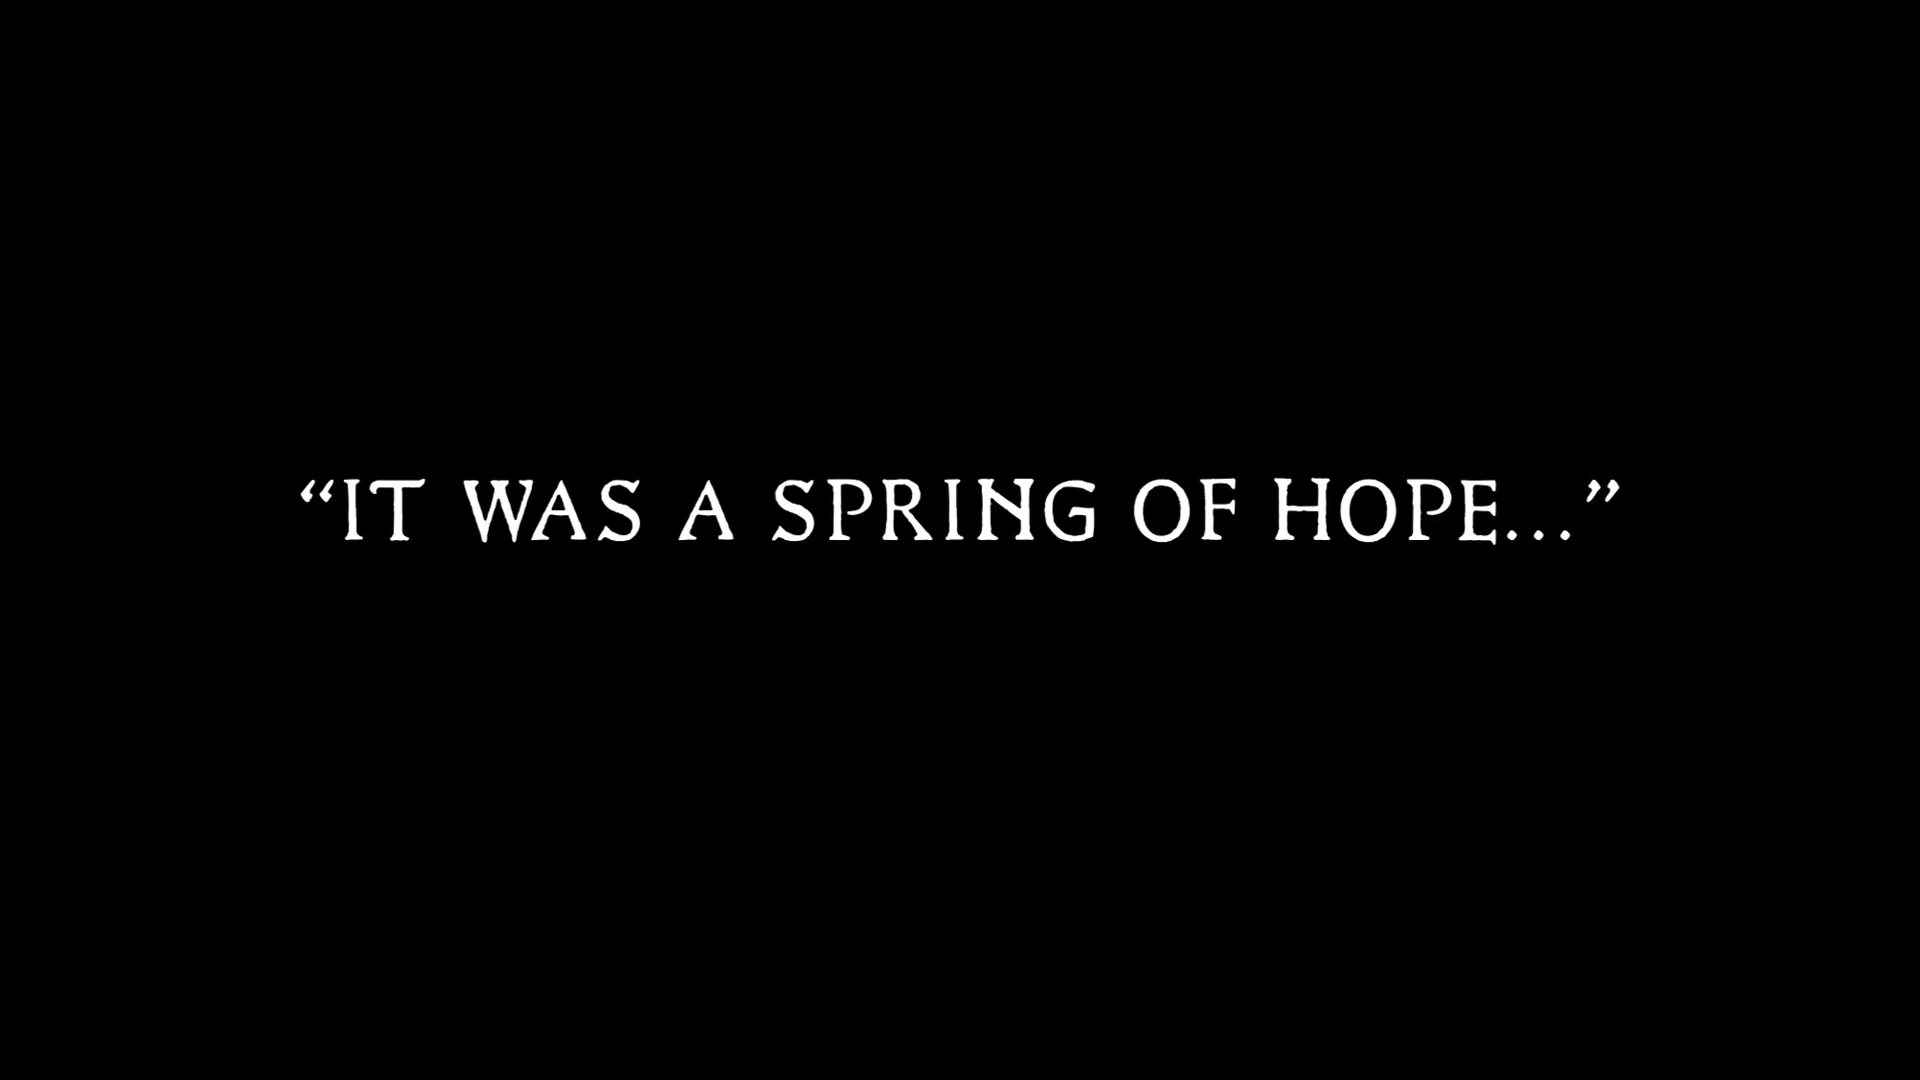 “IT WAS A SPRING OF HOPE...”